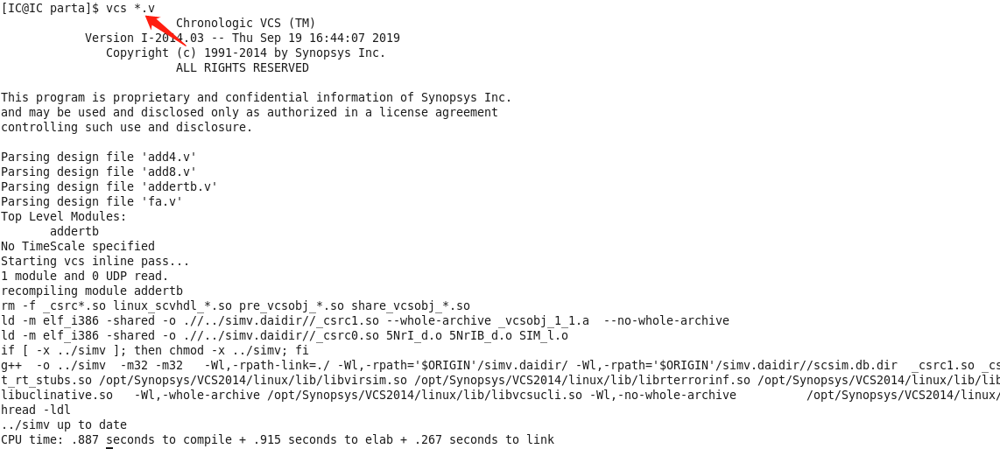 [IC@IC parta]$ vcs *.v
Chronologic VCS (TM)
Version I-2014.03 -- Thu Sep 19 16:44:07 2019
Copyright (c) 1991-2014 by Synopsys Inc.
ALL RIGHTS RESERVED
This program is proprietary and confidential information of Synopsys Inc.
and may be used and disclosed only as authorized in a license agreement
controlling such use and disclosure.
Parsing design file 'add4.v'
Parsing design file 'add8.v'
Parsing design file 'addertb.v'
Parsing design file 'fa.v'
Top Level Modules:
addertb
No TimeScale specified
Starting vcs inline pass...
1 module and 0 UDP read.
recompiling module addertb
rm -f _csrc*.so linux_scvhdl_*.so pre_vcsobj_*.so share_vcsobj_*.so
ld -m elf_i386 -shared -o .//../simv.daidir//_csrc1.so --whole-archive _vcsobj_1_1.a  --no-whole-archive
ld -m elf_i386 -shared -o .//../simv.daidir//_csrc0.so 5NrI_d.o 5NrIB_d.o SIM_l.o
if [ -x ../simv ]; then chmod -x ../simv; fi
g++  -o ../simv  -m32 -m32   -Wl,-rpath-link=./ -Wl,-rpath='$ORIGIN'/simv.daidir/ -Wl,-rpath='$ORIGIN'/simv.daidir//scsim.db.dir  _csrc1.so _cs
t_rt_stubs.so /opt/Synopsys/VCS2014/linux/lib/libvirsim.so /opt/Synopsys/VCS2014/linux/lib/librterrorinf.so /opt/Synopsys/VCS2014/linux/lib/lib
libuclinative.so   -Wl,-whole-archive /opt/Synopsys/VCS2014/linux/lib/libvcsucli.so -Wl,-no-whole-archive          /opt/Synopsys/VCS2014/linux/
hread -ldl
../simv up to date
CPU time: .887 seconds to compile + .915 seconds to elab + .267 seconds to link